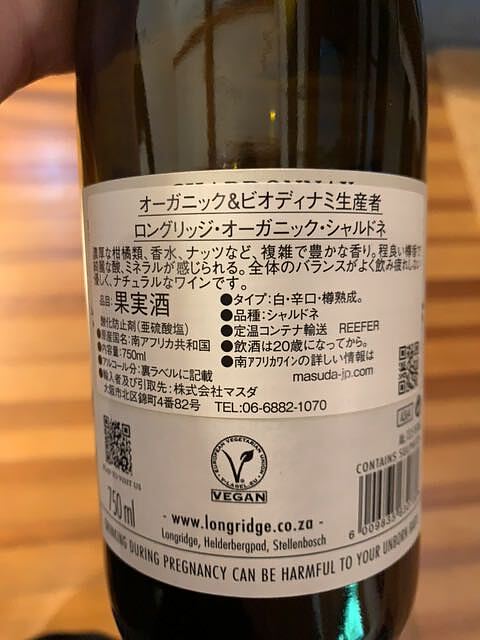 CHARDONNAY
オーガニック&ビオディナミ生産者
ロングリッジ・オーガニック・シャルドネ
濃厚な柑橘類、香水、ナッツなど、複雑で豊かな香り。程良い樽香で
綺麗な酸、ミネラルが感じられる。全体のバランスがよく飲み疲れしない
優しく、ナチュラルなワインです。
品目:果実酒
酸化防止剤(亜硫酸塩)
●原産国名:南アフリカ共和国
●内容量:750ml
●アルコール分:裏ラベルに記載
●輸入者及び引取先:株式会社マスダ
大阪市北区錦町4番82号 TEL:06-6882-1070
●タイプ:白・辛口・樽熟成。
●品種:シャルドネ
●定温コンテナ輸送 REEFER
●飲酒は20歳になってから。
●南アフリカワインの詳しい情報は
masuda-jp.com
VISIT US
750 ml
EUROPEAN VEGETARIAN UNION
V-LABEL.EU
VEGAN
CONTAINS
- www.longridge.co.za -
Longridge, Helderbergpad, Stellenbosch
6 009835
DRINKING DURING PREGNANCY CAN BE HARMFUL TO YOUR UNBORN